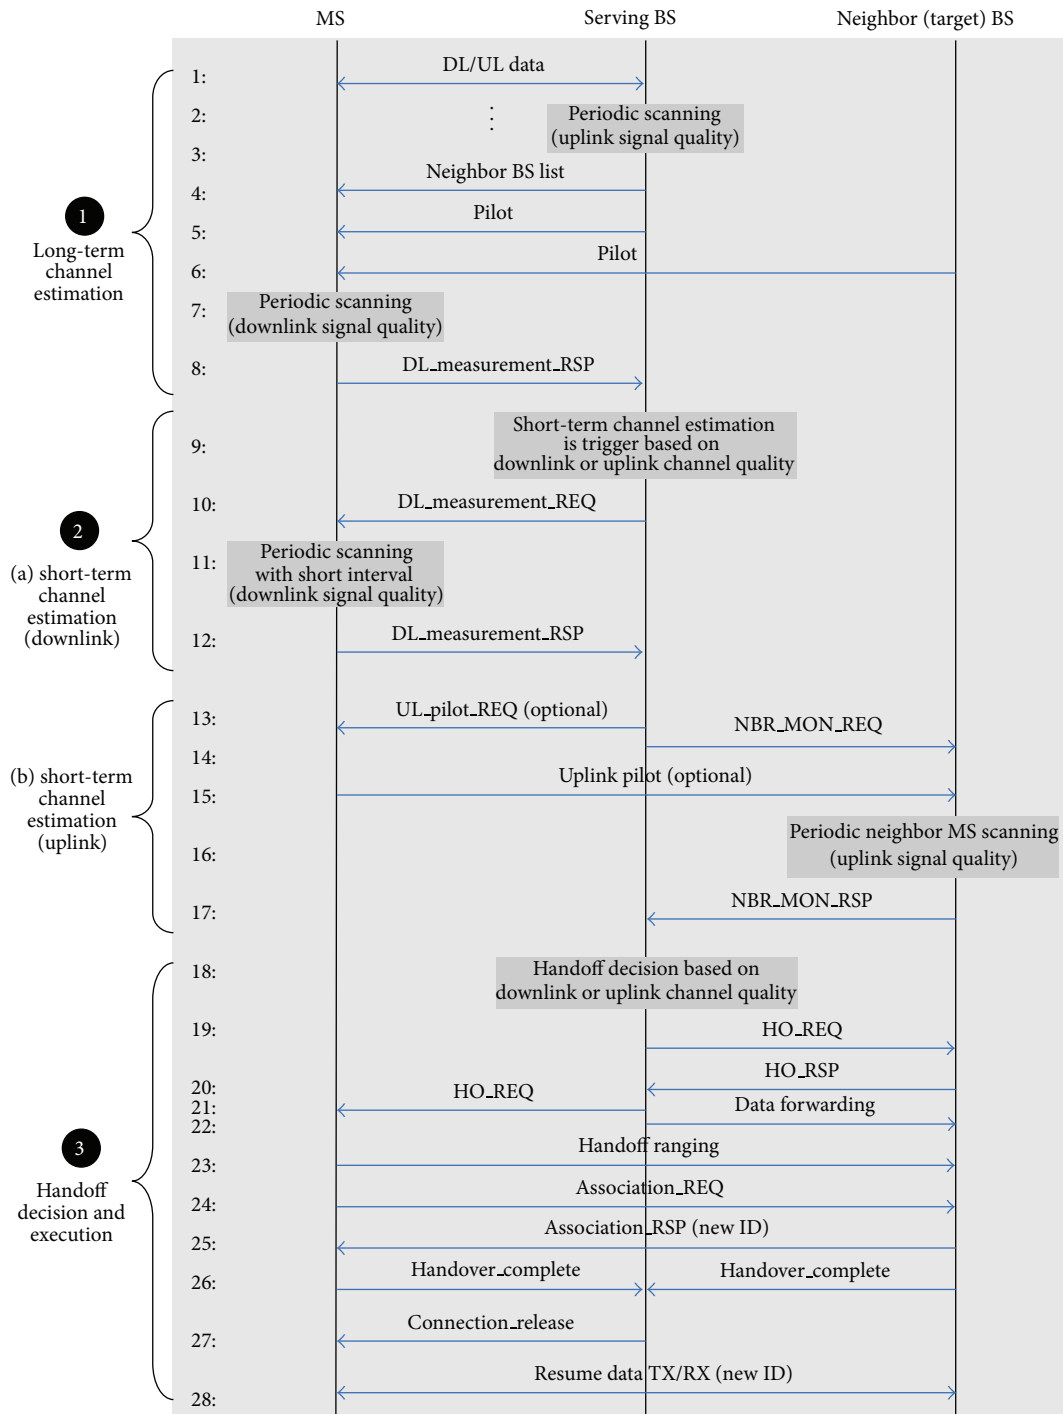 MS
Serving BS
Neighbor (target) BS
1:
DL/UL data
2:
Periodic scanning
(uplink signal quality)
3:
4:
Neighbor BS list
1
Long-term
channel
estimation
5:
Pilot
6:
Pilot
7:
Periodic scanning
(downlink signal quality)
8:
DL_measurement_RSP
9:
Short-term channel estimation
is trigger based on
downlink or uplink channel quality
10:
DL_measurement_REQ
2
(a) short-term
channel
estimation
(downlink)
11:
Periodic scanning
with short interval
(downlink signal quality)
12:
DL_measurement_RSP
13:
UL_pilot_REQ (optional)
NBR_MON_REQ
14:
(b) short-term
channel
estimation
(uplink)
15:
Uplink pilot (optional)
16:
Periodic neighbor MS scanning
(uplink signal quality)
17:
NBR_MON_RSP
18:
Handoff decision based on
downlink or uplink channel quality
19:
HO_REQ
20:
HO_RSP
21:
HO_REQ
22:
Data forwarding
3
Handoff
decision and
execution
23:
Handoff ranging
24:
Association_REQ
25:
Association_RSP (new ID)
26:
Handover_complete
Handover_complete
27:
Connection_release
28:
Resume data TX/RX (new ID)